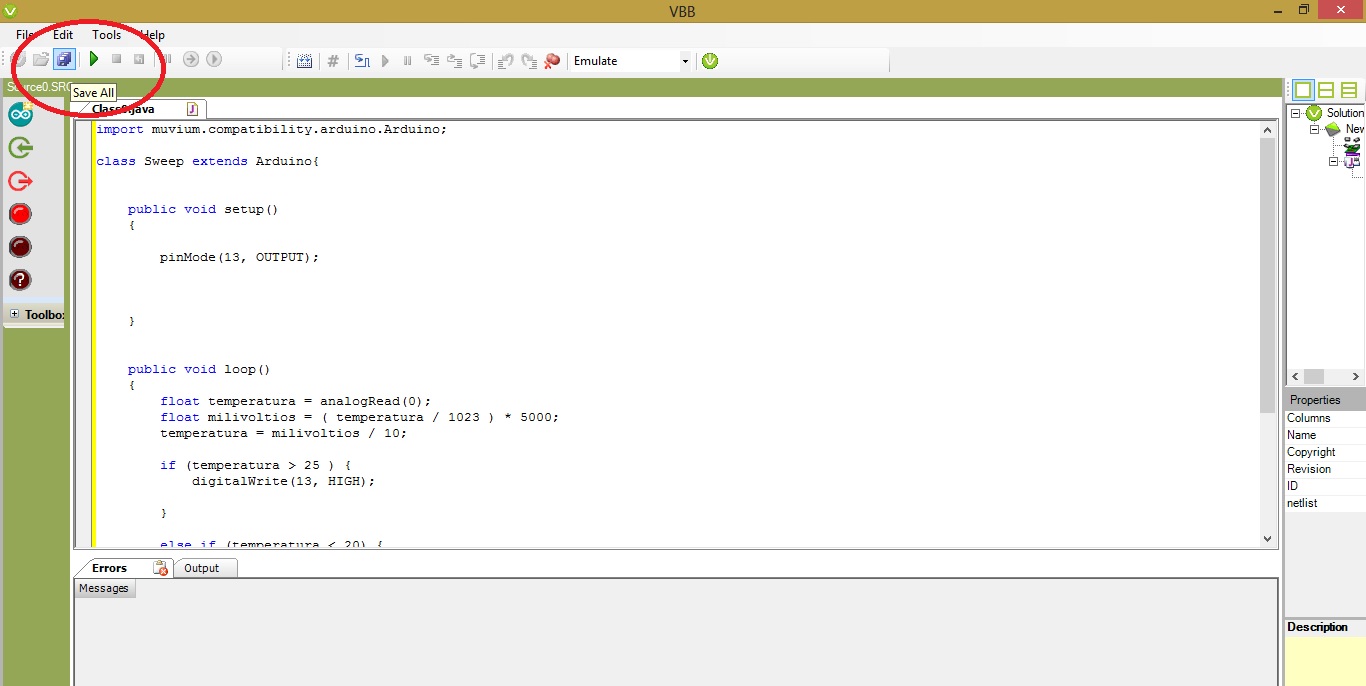 VBB
File Edit Tools Help
Emulate
Source0.SRC
Save All
Class0.java
import muvium.compatibility.arduino.Arduino;
class Sweep extends Arduino{
public void setup()
{
pinMode(13, OUTPUT);
}
public void loop()
{
float temperatura = analogRead(0);
float milivoltios = ( temperatura / 1023 ) * 5000;
temperatura = milivoltios / 10;
if (temperatura > 25 ) {
digitalWrite(13, HIGH);
}
else if (temperatura < 20) {
Toolbo
Errors
Output
Messages
Solution
New
Properties
Columns
Name
Copyright
Revision
ID
netlist
Description